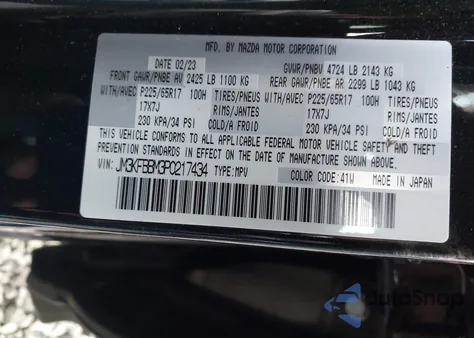 MFD. BY MAZDA MOTOR CORPORATION
DATE 02/23 GVWR/PNBV 4724 LB 2143 KG
FRONT GAWR/PNBE AV 2425 LB 1100 KG REAR GAWR/PNBE AR 2299 LB 1043 KG
WITH/AVEC P225/65R17 100H TIRES/PNEUS WITH/AVEC P225/65R17 100H TIRES/PNEUS
17X7J RIMS/JANTES 17X7J RIMS/JANTES
230 KPA/34 PSI COLD/A FROID 230 KPA/34 PSI COLD/A FROID
THIS VEHICLE CONFORMS TO ALL APPLICABLE FEDERAL MOTOR VEHICLE SAFETY AND THEFT
PREVENTION STANDARDS IN EFFECT ON THE DATE OF MANUFACTURE SHOWN ABOVE.
VIN: JM3KFBBM3P0217434 TYPE: MPV COLOR CODE: 41W MADE IN JAPAN
AutoSnap